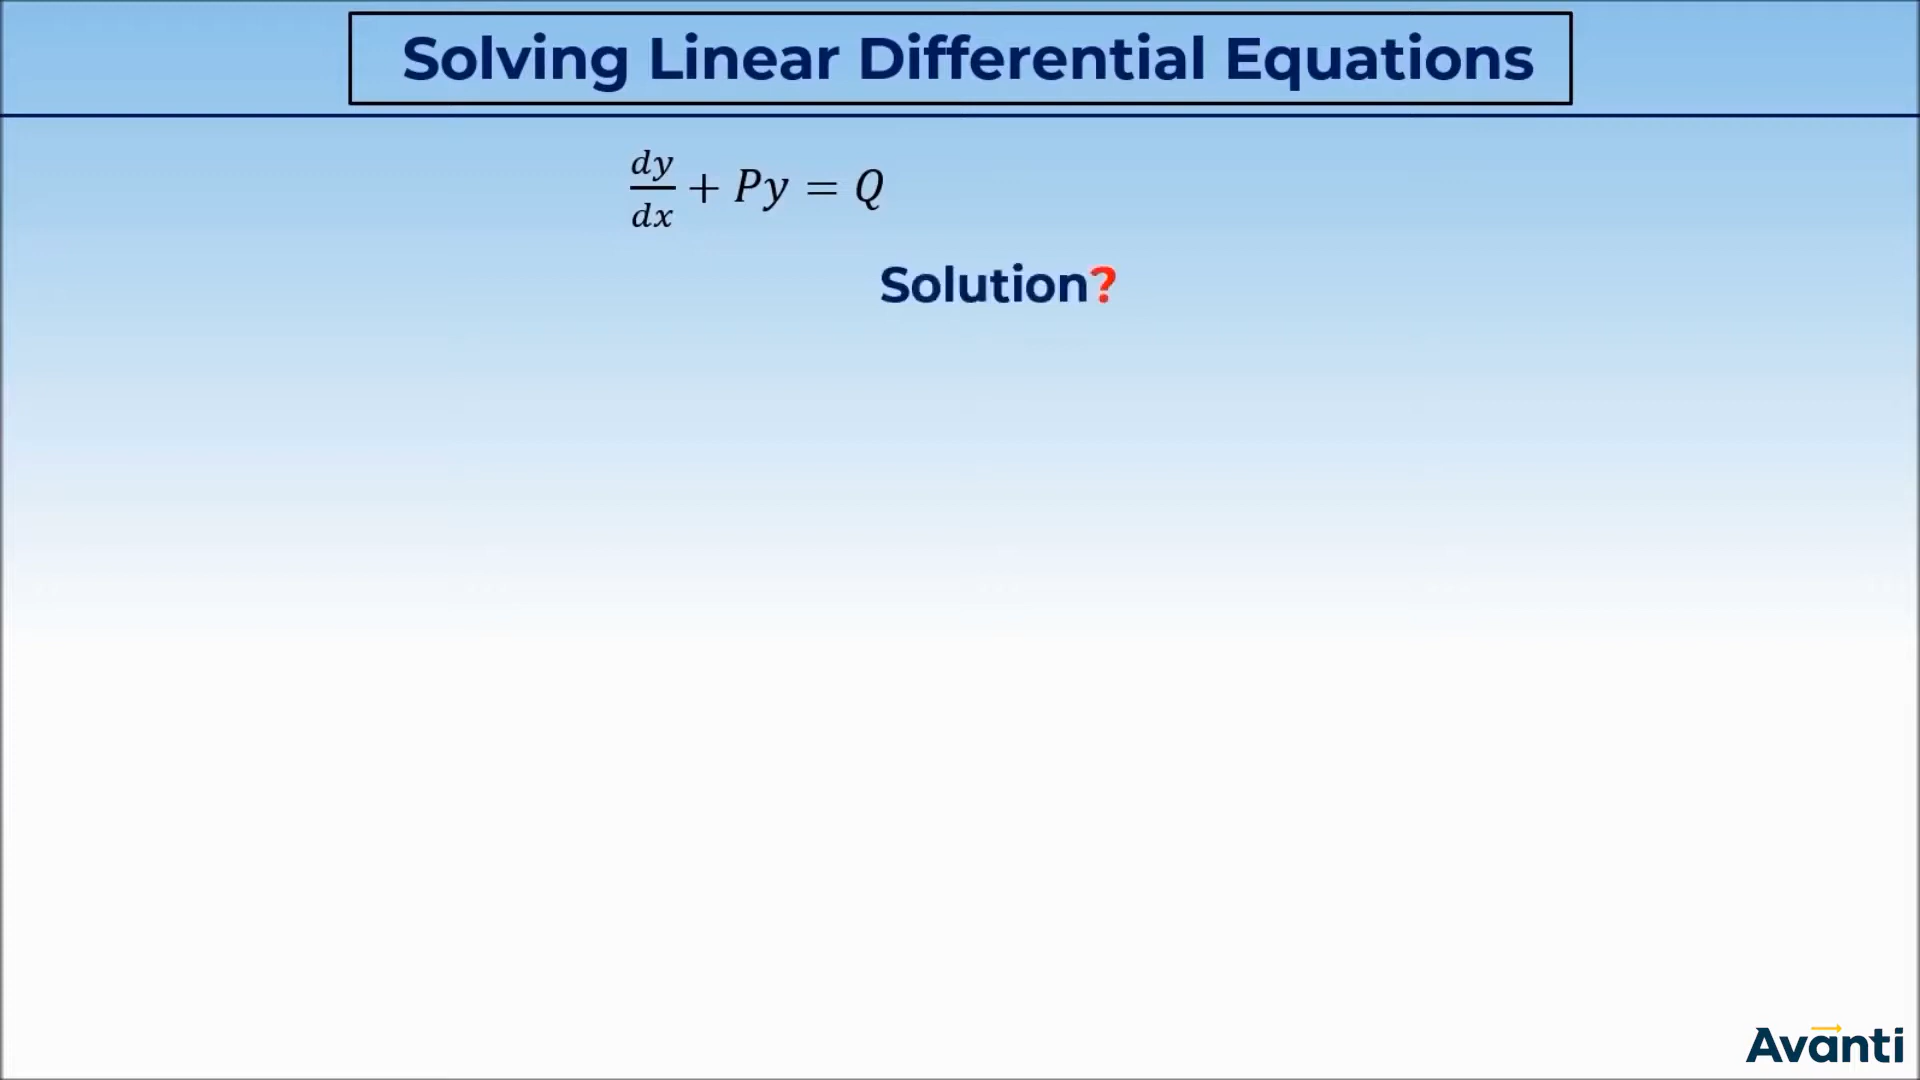 Solving Linear Differential Equations
dy/dx + Py = Q
Solution?
Avanti